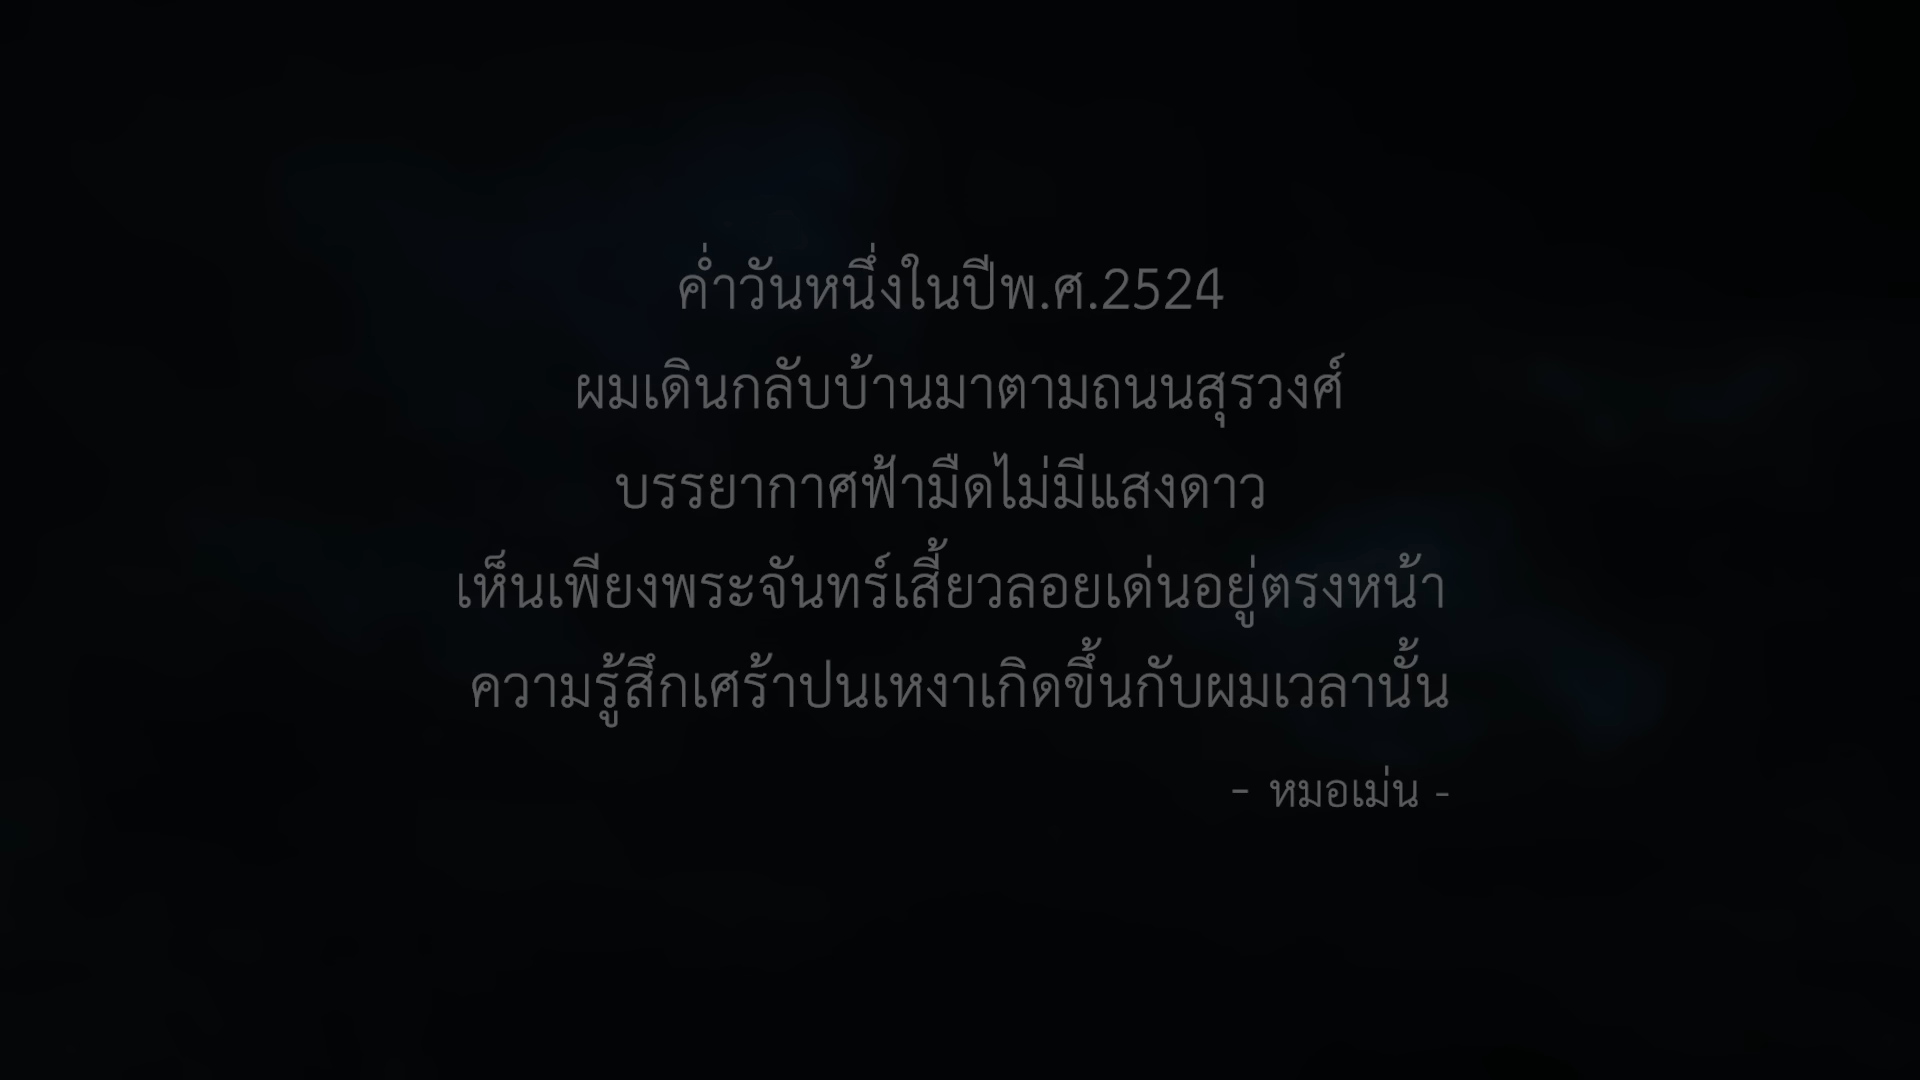 ค่ำวันหนึ่งในปีพ.ศ.2524
ผมเดินกลับบ้านมาตามถนนสุรวงศ์
บรรยากาศฟ้ามืดไม่มีแสงดาว
เห็นเพียงพระจันทร์เสี้ยวลอยเด่นอยู่ตรงหน้า
ความรู้สึกเศร้าปนเหงาเกิดขึ้นกับผมเวลานั้น
- หมอเม่น -